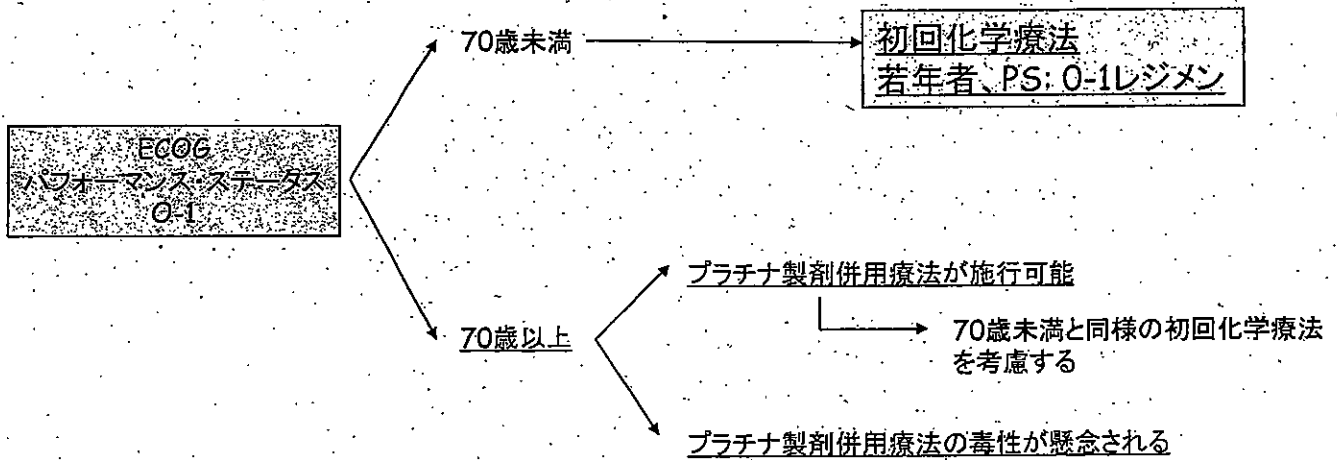 70歳未満
初回化学療法
若年者、PS: 0-1レジメン
ECOG
パフォーマンス・ステータス
0-1
プラチナ製剤併用療法が施行可能
70歳以上
70歳未満と同様の初回化学療法
を考慮する
プラチナ製剤併用療法の毒性が懸念される